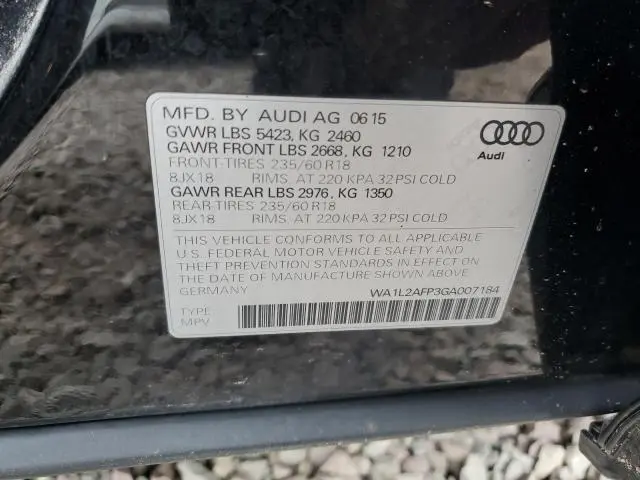 MFD. BY AUDI AG 06 15
GVWR LBS 5423, KG 2460
GAWR FRONT LBS 2668, KG 1210
FRONT-TIRES 235/60 R18
8JX18 RIMS, AT 220 KPA 32 PSI COLD
GAWR REAR LBS 2976, KG 1350
REAR-TIRES 235/60 R18
8JX18 RIMS, AT 220 KPA 32 PSI COLD
Audi
THIS VEHICLE CONFORMS TO ALL APPLICABLE
U.S. FEDERAL MOTOR VEHICLE SAFETY AND
THEFT PREVENTION STANDARDS IN EFFECT ON
THE DATE OF MANUFACTURE SHOWN ABOVE.
GERMANY WA1L2AFP3GA007184
TYPE
MPV